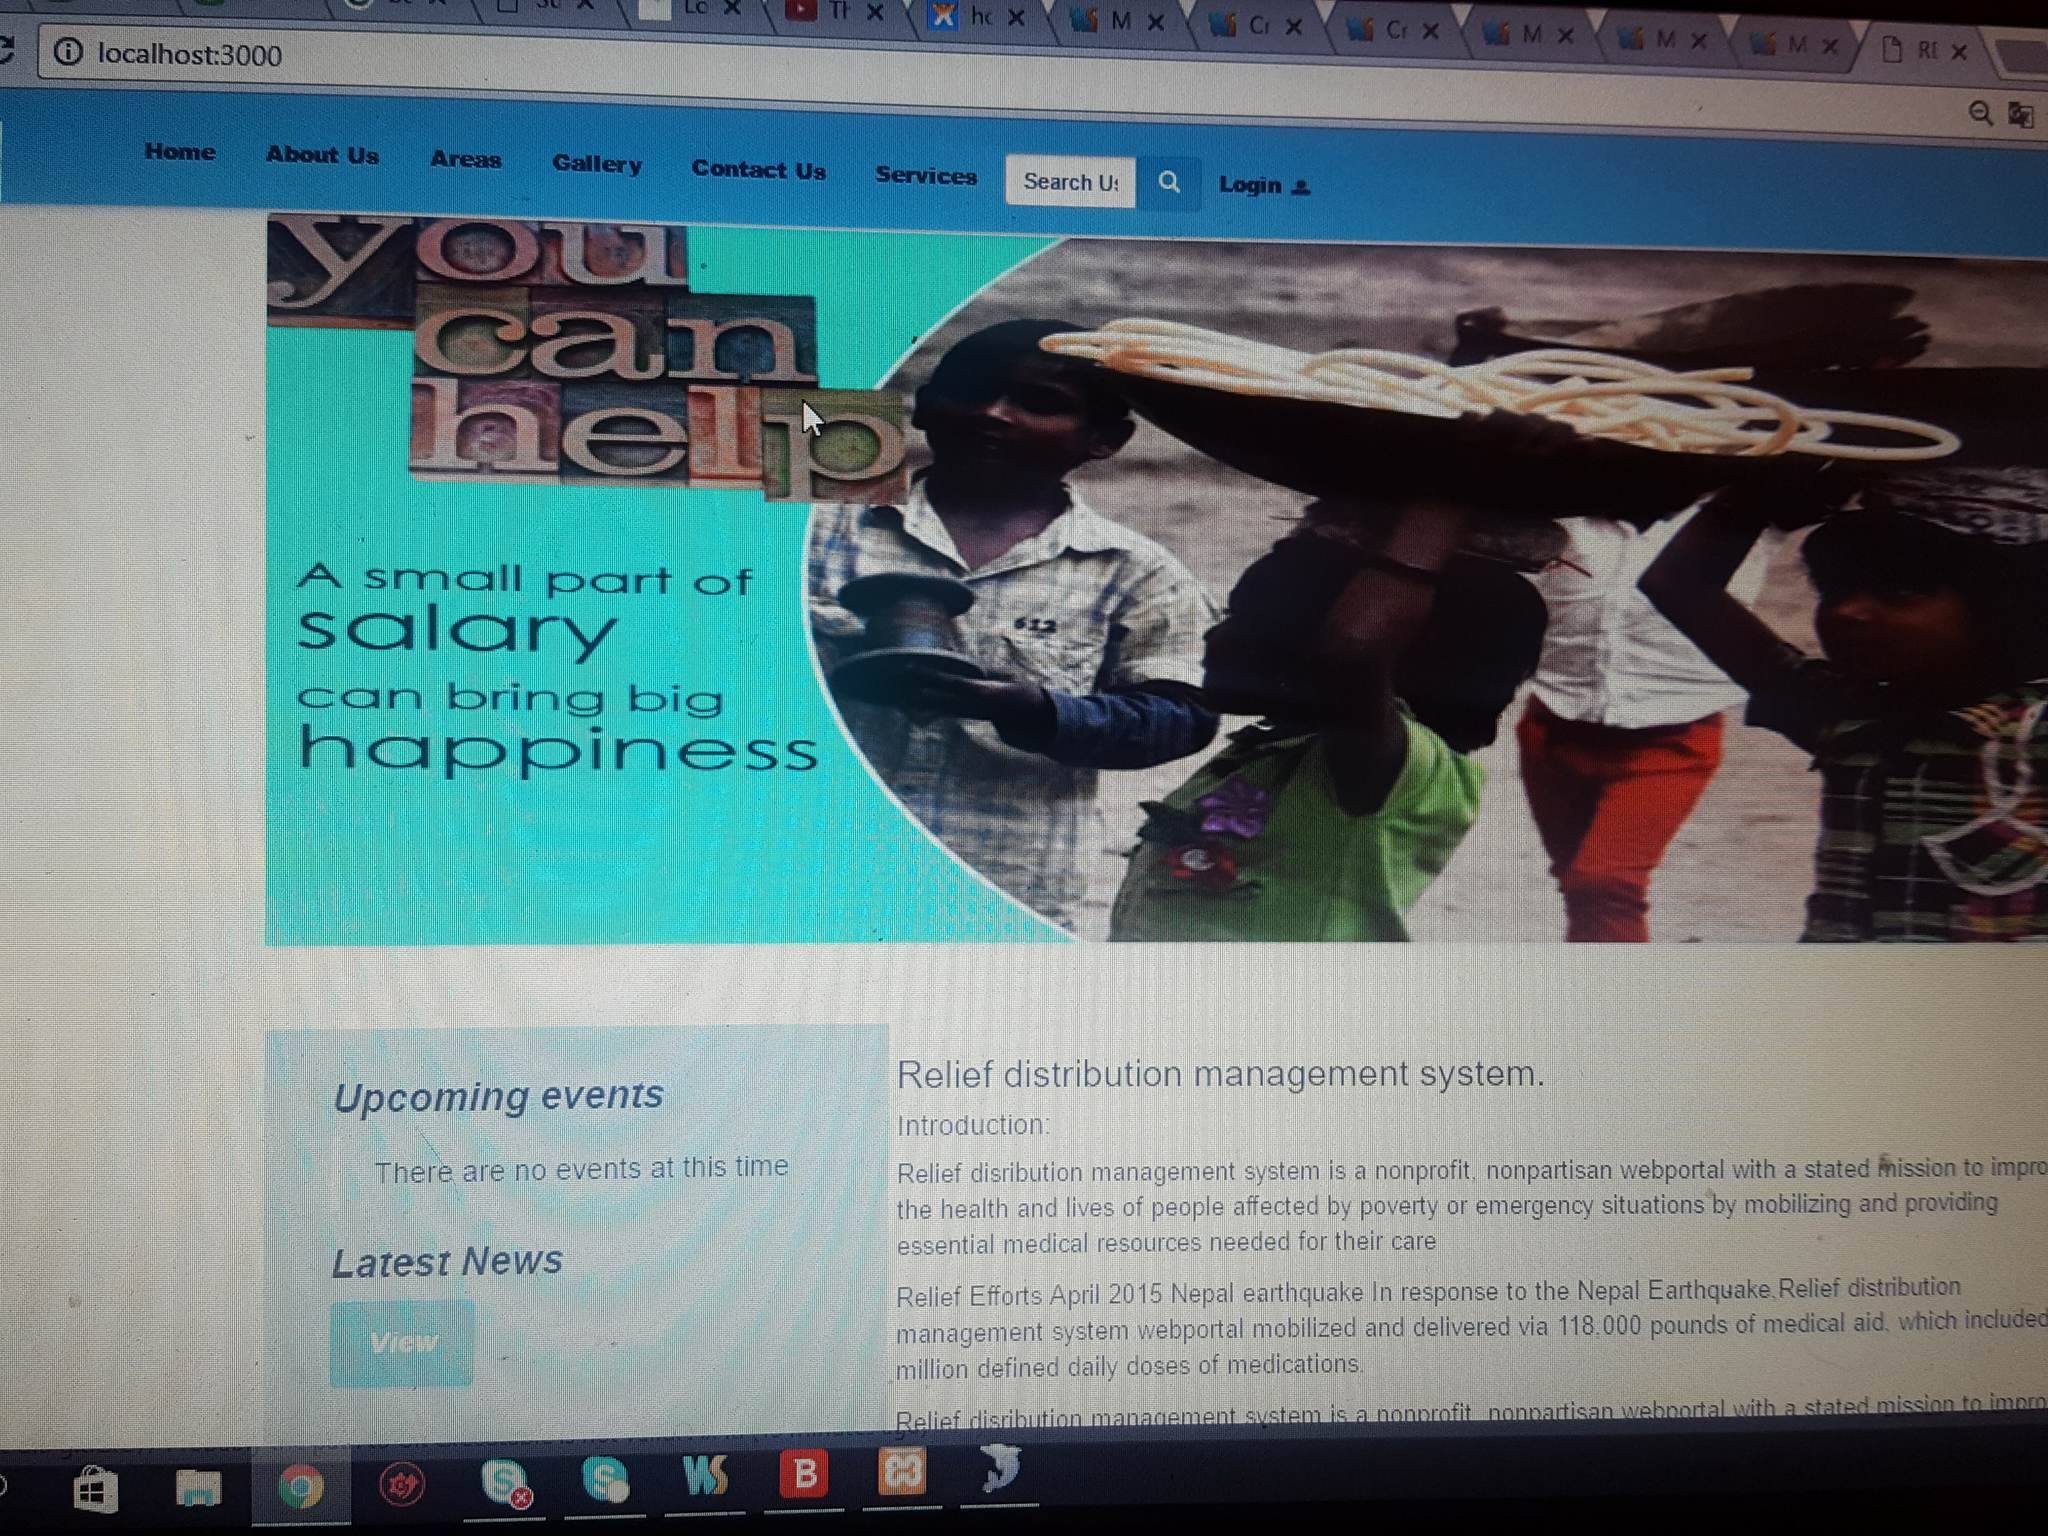 Lo
Th
hc
M
Cr
Cr
M
M
M
localhost:3000
Home
About Us
Areas
Gallery
Contact Us
Services
Search
Login
you
can
help
A small part of
salary
can bring big
happiness
612
Upcoming events
There are no events at this time
Latest News
View
Relief distribution management system.
Introduction:
Relief disribution management system is a nonprofit, nonpartisan webportal with a stated mission to impro
the health and lives of people affected by poverty or emergency situations by mobilizing and providing
essential medical resources needed for their care
Relief Efforts April 2015 Nepal earthquake In response to the Nepal Earthquake,Relief distribution
management system webportal mobilized and delivered via 118,000 pounds of medical aid, which included
million defined daily doses of medications.
Relief disribution management system is a nonprofit, nonpartisan webportal with a stated mission to impro
WS
B